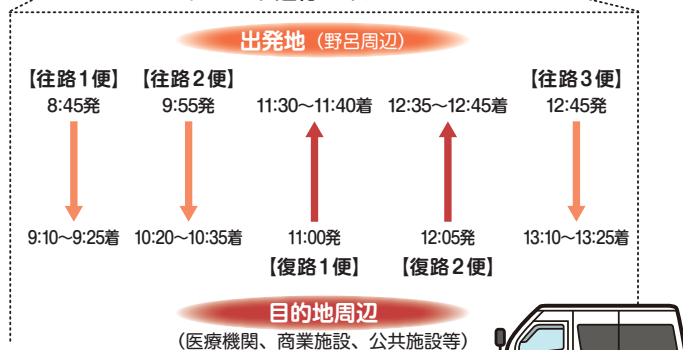 出発地（野呂周辺）
【往路1便】 【往路2便】 【往路3便】
8:45発 9:55発 11:30〜11:40着 12:35〜12:45着 12:45発
9:10〜9:25着 10:20〜10:35着 11:00発 12:05発 13:10〜13:25着
【復路1便】 【復路2便】
目的地周辺
（医療機関、商業施設、公共施設等）